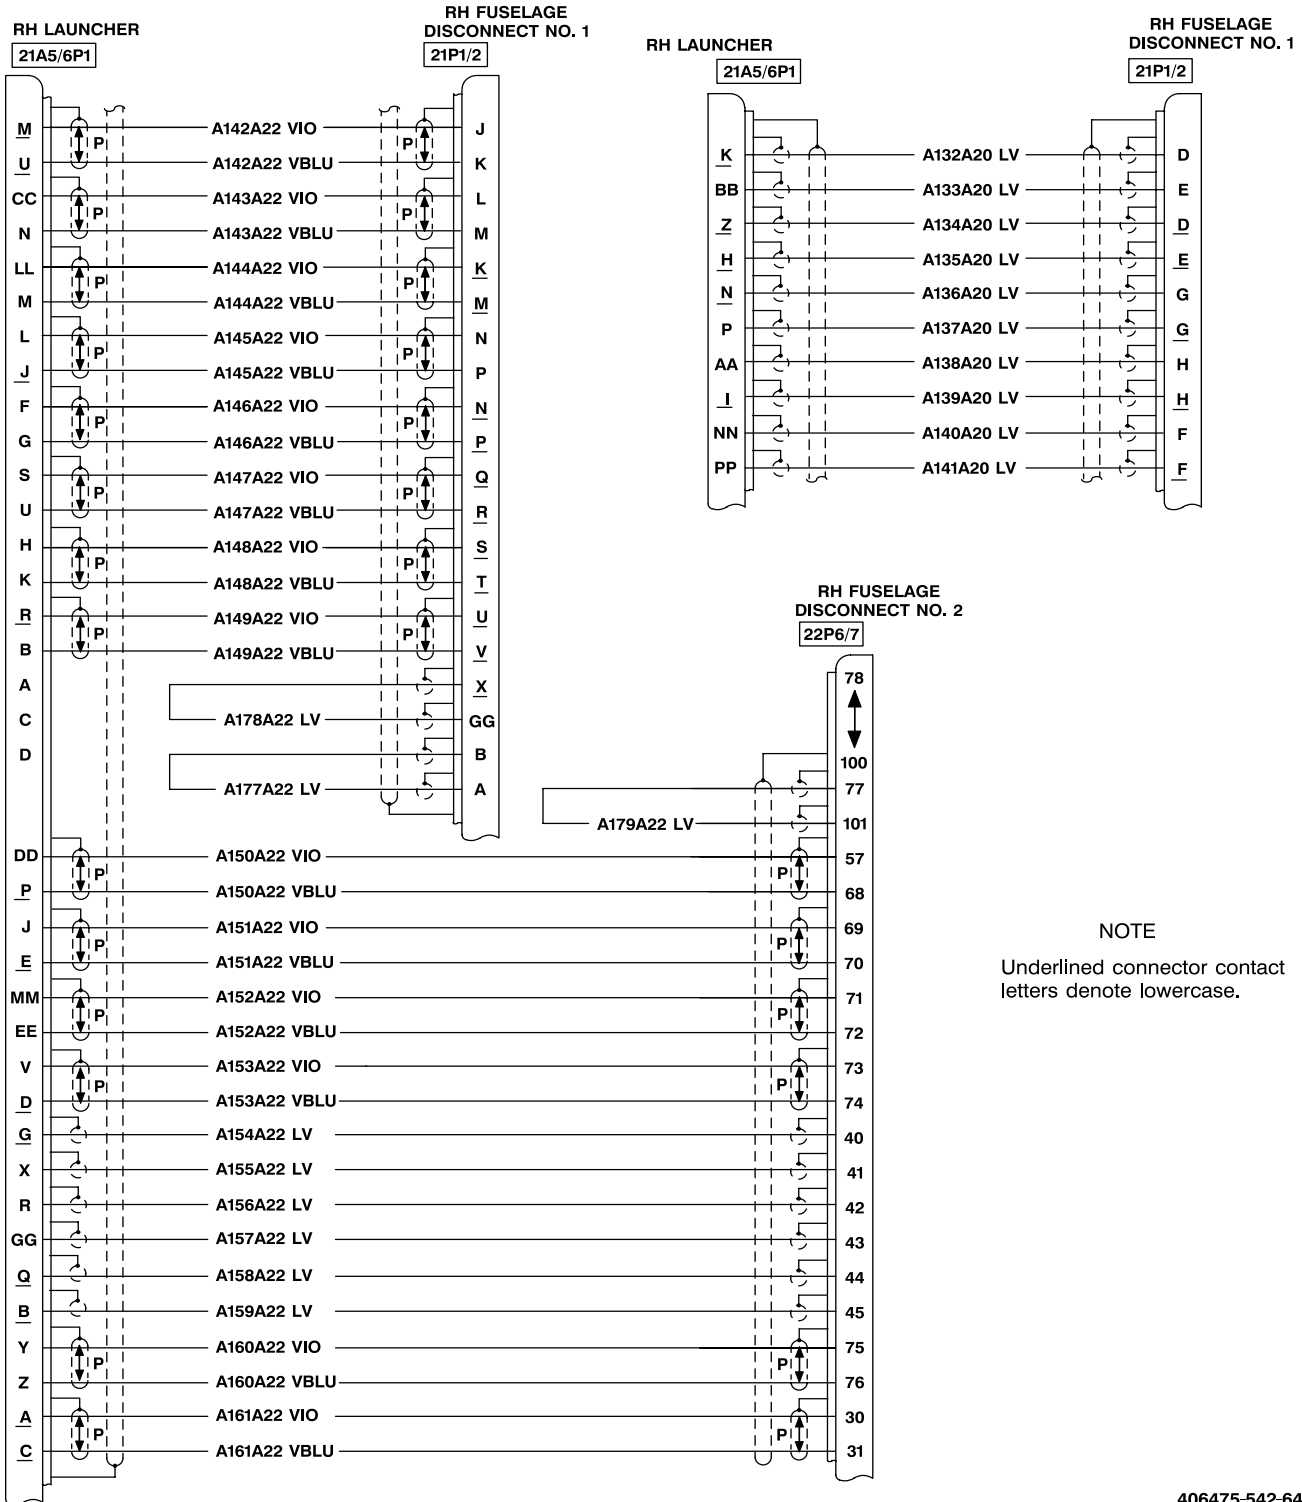 RH LAUNCHER
21A5/6P1
RH FUSELAGE
DISCONNECT NO. 1
21P1/2
M P A142A22 VIO P J
U A142A22 VBLU K
CC P A143A22 VIO P L
N A143A22 VBLU M
LL P A144A22 VIO P K
M A144A22 VBLU M
L P A145A22 VIO P N
J A145A22 VBLU P
F P A146A22 VIO P N
G A146A22 VBLU P
S P A147A22 VIO P Q
U A147A22 VBLU R
H P A148A22 VIO P S
K A148A22 VBLU T
R P A149A22 VIO P U
B A149A22 VBLU V
A X
C A178A22 LV GG
D B
A177A22 LV A
RH LAUNCHER
21A5/6P1
RH FUSELAGE
DISCONNECT NO. 1
21P1/2
K A132A20 LV D
BB A133A20 LV E
Z A134A20 LV D
H A135A20 LV E
N A136A20 LV G
P A137A20 LV G
AA A138A20 LV H
I A139A20 LV H
NN A140A20 LV F
PP A141A20 LV F
RH FUSELAGE
DISCONNECT NO. 2
22P6/7
78
100
77
A179A22 LV 101
DD P A150A22 VIO P 57
P A150A22 VBLU 68
J P A151A22 VIO P 69
E A151A22 VBLU 70
MM P A152A22 VIO P 71
EE A152A22 VBLU 72
V P A153A22 VIO P 73
D A153A22 VBLU 74
G A154A22 LV 40
X A155A22 LV 41
R A156A22 LV 42
GG A157A22 LV 43
Q A158A22 LV 44
B A159A22 LV 45
Y P A160A22 VIO P 75
Z A160A22 VBLU 76
A P A161A22 VIO P 30
C A161A22 VBLU 31
NOTE
Underlined connector contact
letters denote lowercase.
406475-542-64